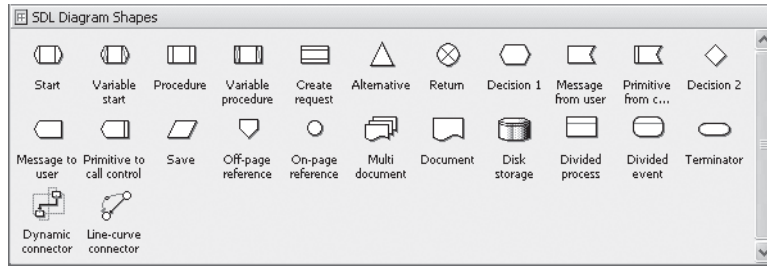 SDL Diagram Shapes
Start
Variable
start
Procedure
Variable
procedure
Create
request
Alternative
Return
Decision 1
Message
from user
Primitive
from c...
Decision 2
Message to
user
Primitive to
call control
Save
Off-page
reference
On-page
reference
Multi
document
Document
Disk
storage
Divided
process
Divided
event
Terminator
Dynamic
connector
Line-curve
connector